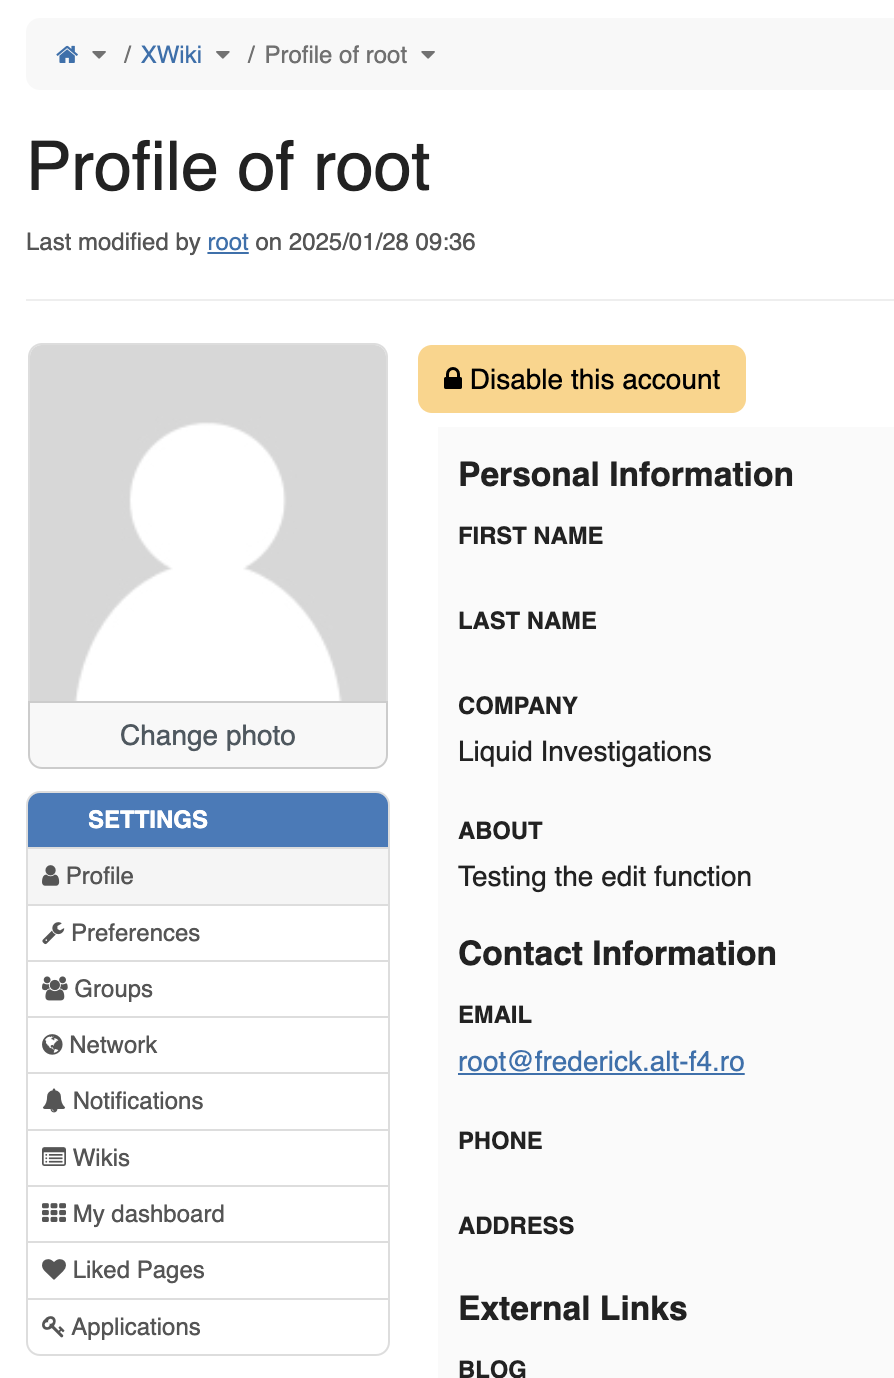 / XWiki / Profile of root
Profile of root
Last modified by root on 2025/01/28 09:36
Disable this account
Change photo
SETTINGS
Profile
Preferences
Groups
Network
Notifications
Wikis
My dashboard
Liked Pages
Applications
Personal Information
FIRST NAME
LAST NAME
COMPANY
Liquid Investigations
ABOUT
Testing the edit function
Contact Information
EMAIL
root@frederick.alt-f4.ro
PHONE
ADDRESS
External Links
BLOG